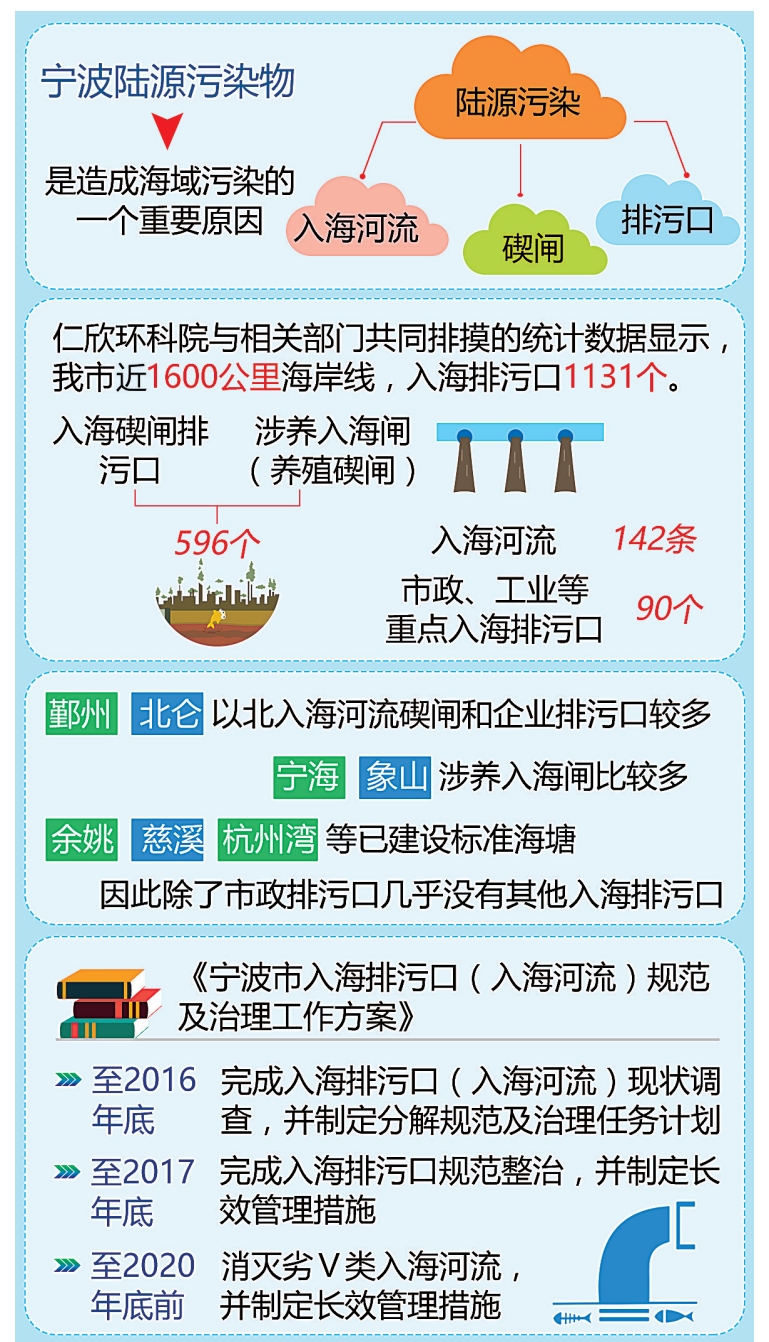 宁波陆源污染物
是造成海域污染的
一个重要原因
陆源污染
入海河流
碶闸
排污口
仁欣环科院与相关部门共同排摸的统计数据显示，
我市近1600公里海岸线，入海排污口1131个。
入海碶闸排
污口
涉养入海闸
（养殖碶闸）
596个
入海河流 142条
市政、工业等
重点入海排污口
90个
鄞州 北仑 以北入海河流碶闸和企业排污口较多
宁海 象山 涉养入海闸比较多
余姚 慈溪 杭州湾 等已建设标准海塘
因此除了市政排污口几乎没有其他入海排污口
《宁波市入海排污口（入海河流）规范
及治理工作方案》
至2016
年底
完成入海排污口（入海河流）现状调
查，并制定分解规范及治理任务计划
至2017
年底
完成入海排污口规范整治，并制定长
效管理措施
至2020
年底前
消灭劣Ⅴ类入海河流，
并制定长效管理措施